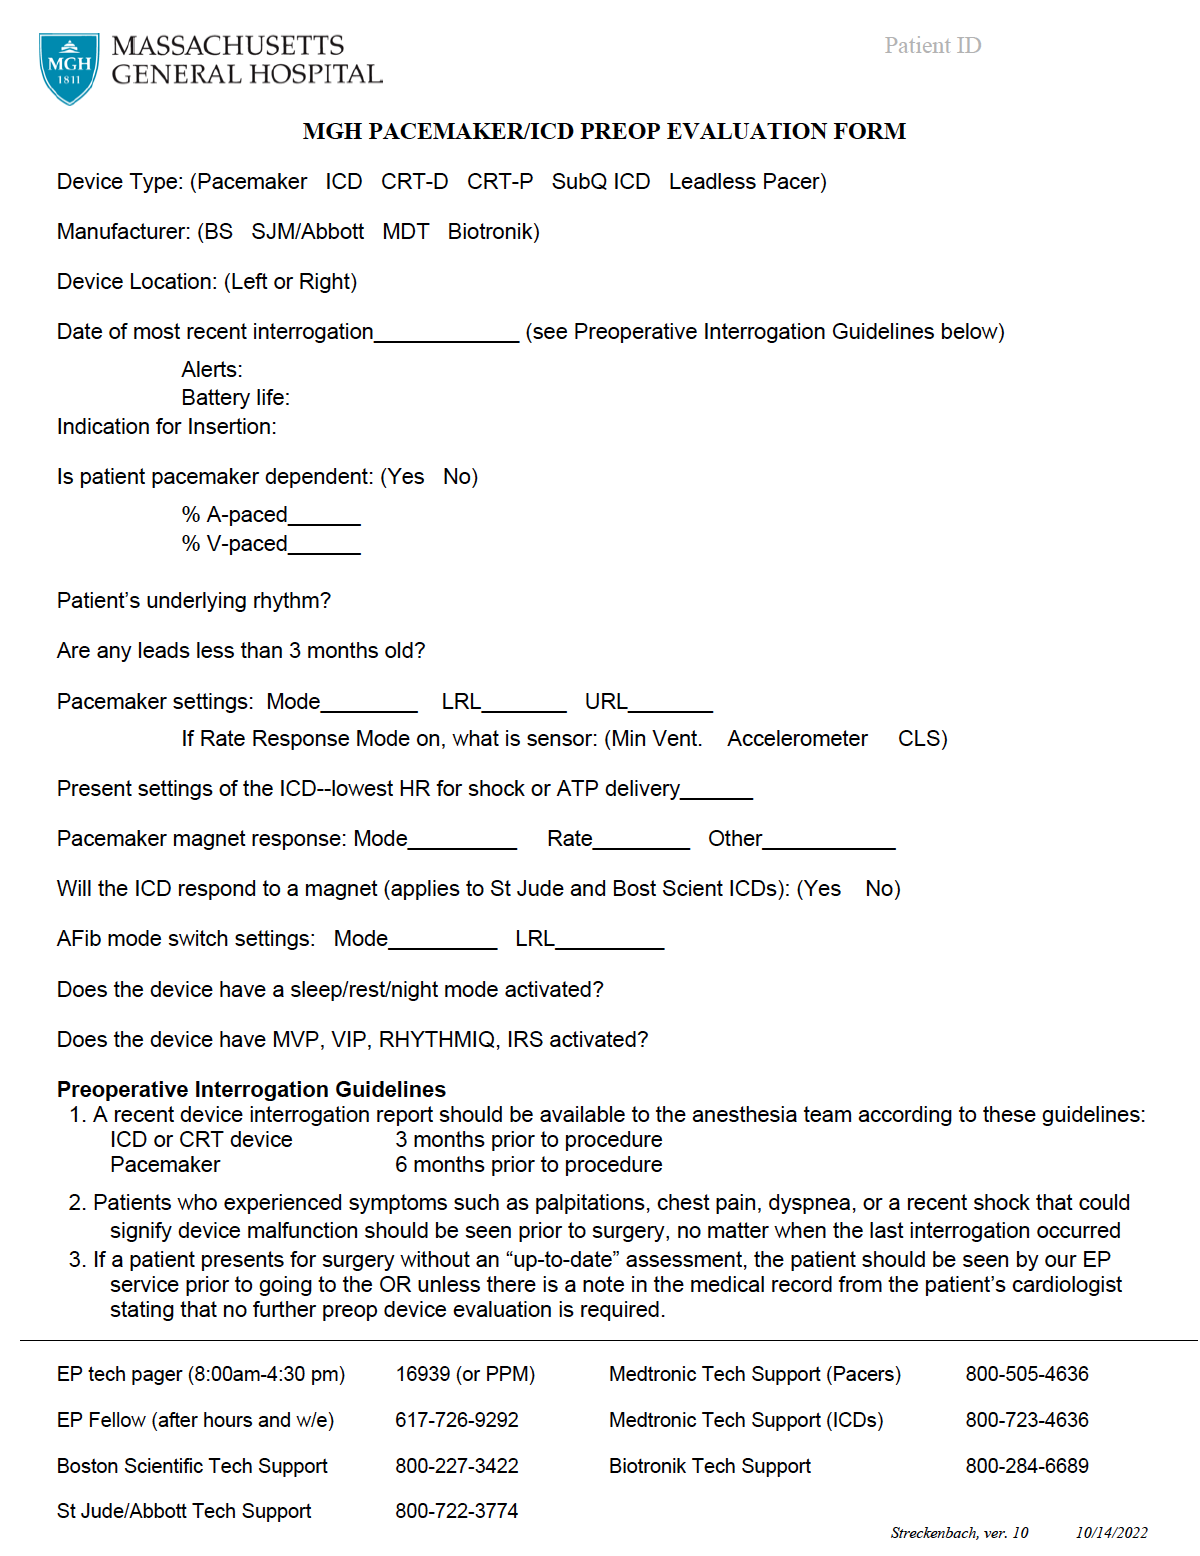 MGH
1811
MASSACHUSETTS
GENERAL HOSPITAL
Patient ID
MGH PACEMAKER/ICD PREOP EVALUATION FORM
Device Type: (Pacemaker ICD CRT-D CRT-P SubQ ICD Leadless Pacer)
Manufacturer: (BS SJM/Abbott MDT Biotronik)
Device Location: (Left or Right)
Date of most recent interrogation____________ (see Preoperative Interrogation Guidelines below)
Alerts:
Battery life:
Indication for Insertion:
Is patient pacemaker dependent: (Yes No)
% A-paced______
% V-paced______
Patient’s underlying rhythm?
Are any leads less than 3 months old?
Pacemaker settings: Mode________ LRL_______ URL_______
If Rate Response Mode on, what is sensor: (Min Vent. Accelerometer CLS)
Present settings of the ICD--lowest HR for shock or ATP delivery______
Pacemaker magnet response: Mode_________ Rate________ Other___________
Will the ICD respond to a magnet (applies to St Jude and Bost Scient ICDs): (Yes No)
AFib mode switch settings: Mode_________ LRL_________
Does the device have a sleep/rest/night mode activated?
Does the device have MVP, VIP, RHYTHMIQ, IRS activated?
Preoperative Interrogation Guidelines
1. A recent device interrogation report should be available to the anesthesia team according to these guidelines:
ICD or CRT device 3 months prior to procedure
Pacemaker 6 months prior to procedure
2. Patients who experienced symptoms such as palpitations, chest pain, dyspnea, or a recent shock that could
signify device malfunction should be seen prior to surgery, no matter when the last interrogation occurred
3. If a patient presents for surgery without an “up-to-date” assessment, the patient should be seen by our EP
service prior to going to the OR unless there is a note in the medical record from the patient’s cardiologist
stating that no further preop device evaluation is required.
EP tech pager (8:00am-4:30 pm) 16939 (or PPM) Medtronic Tech Support (Pacers) 800-505-4636
EP Fellow (after hours and w/e) 617-726-9292 Medtronic Tech Support (ICDs) 800-723-4636
Boston Scientific Tech Support 800-227-3422 Biotronik Tech Support 800-284-6689
St Jude/Abbott Tech Support 800-722-3774
Streckenbach, ver. 10 10/14/2022